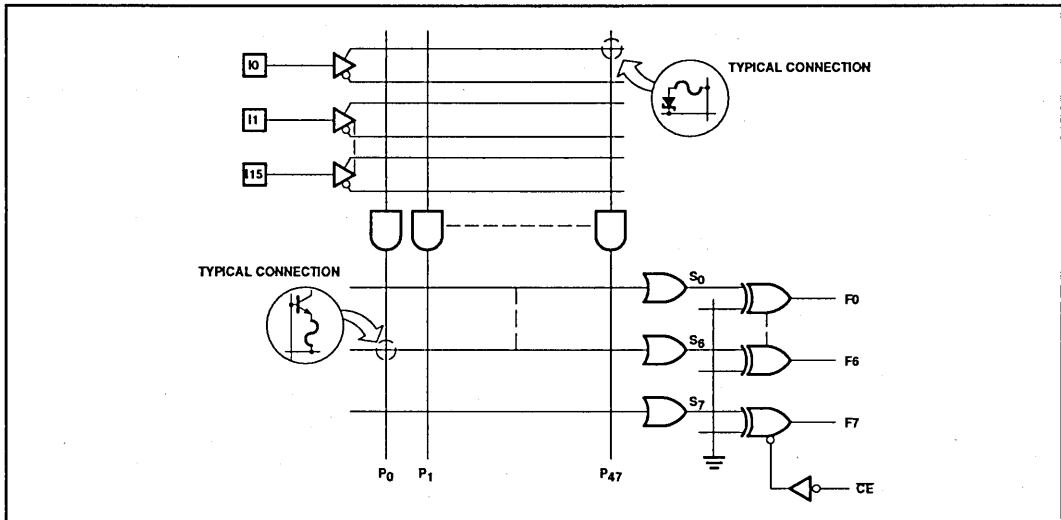 I0
TYPICAL CONNECTION
I1
I15
TYPICAL CONNECTION
S0
F0
S6
F6
S7
F7
P0 P1 P47
CE